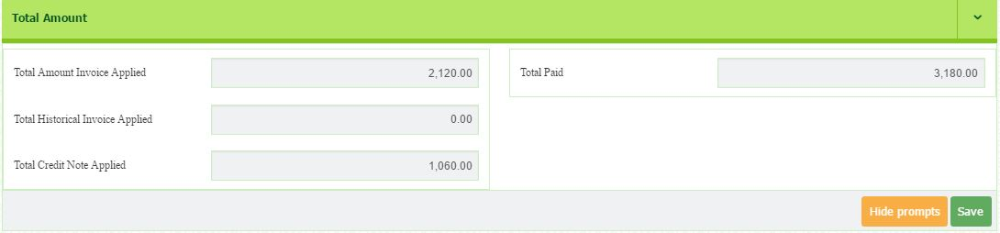 Total Amount
Total Amount Invoice Applied 2,120.00
Total Paid 3,180.00
Total Historical Invoice Applied 0.00
Total Credit Note Applied 1,060.00
Hide prompts Save